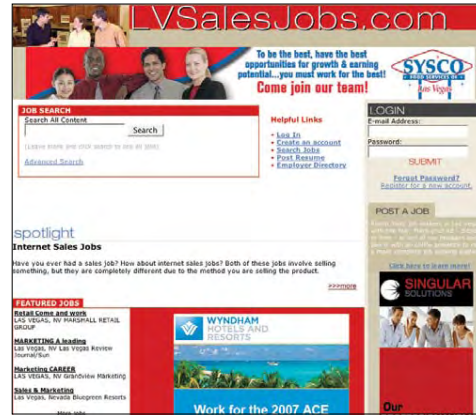 LVSalesJobs.com
To be the best, have the best
opportunities for growth & earning
potential...you must work for the best!
Come join our team!
SYSCO
FOOD SERVICES OF
Las Vegas
JOB SEARCH
Search All Content
Search
Advanced Search
Helpful Links
Log In
Create an account
Search Jobs
Post Resume
Employer Directory
LOGIN
E-mail Address:
Password:
SUBMIT
Forgot Password?
Register for a new account.
POST A JOB
Click here to learn more!
spotlight
Internet Sales Jobs
Have you ever had a sales job? How about internet sales jobs? Both of these jobs involve selling
something, but they are completely different due to the method you are selling the product.
>>>more
FEATURED JOBS
Retail Come and work
LAS VEGAS, NV MARSHALL RETAIL
GROUP
MARKETING A leading
Las Vegas, NV Las Vegas Review
Journal/Sun
Marketing CAREER
Las Vegas, NV Grandview Marketing
Sales & Marketing
Las Vegas, Nevada Bluegreen Resorts
More Jobs
WYNDHAM
HOTELS AND
RESORTS
Work for the 2007 ACE
SINGULAR
SOLUTIONS
Our